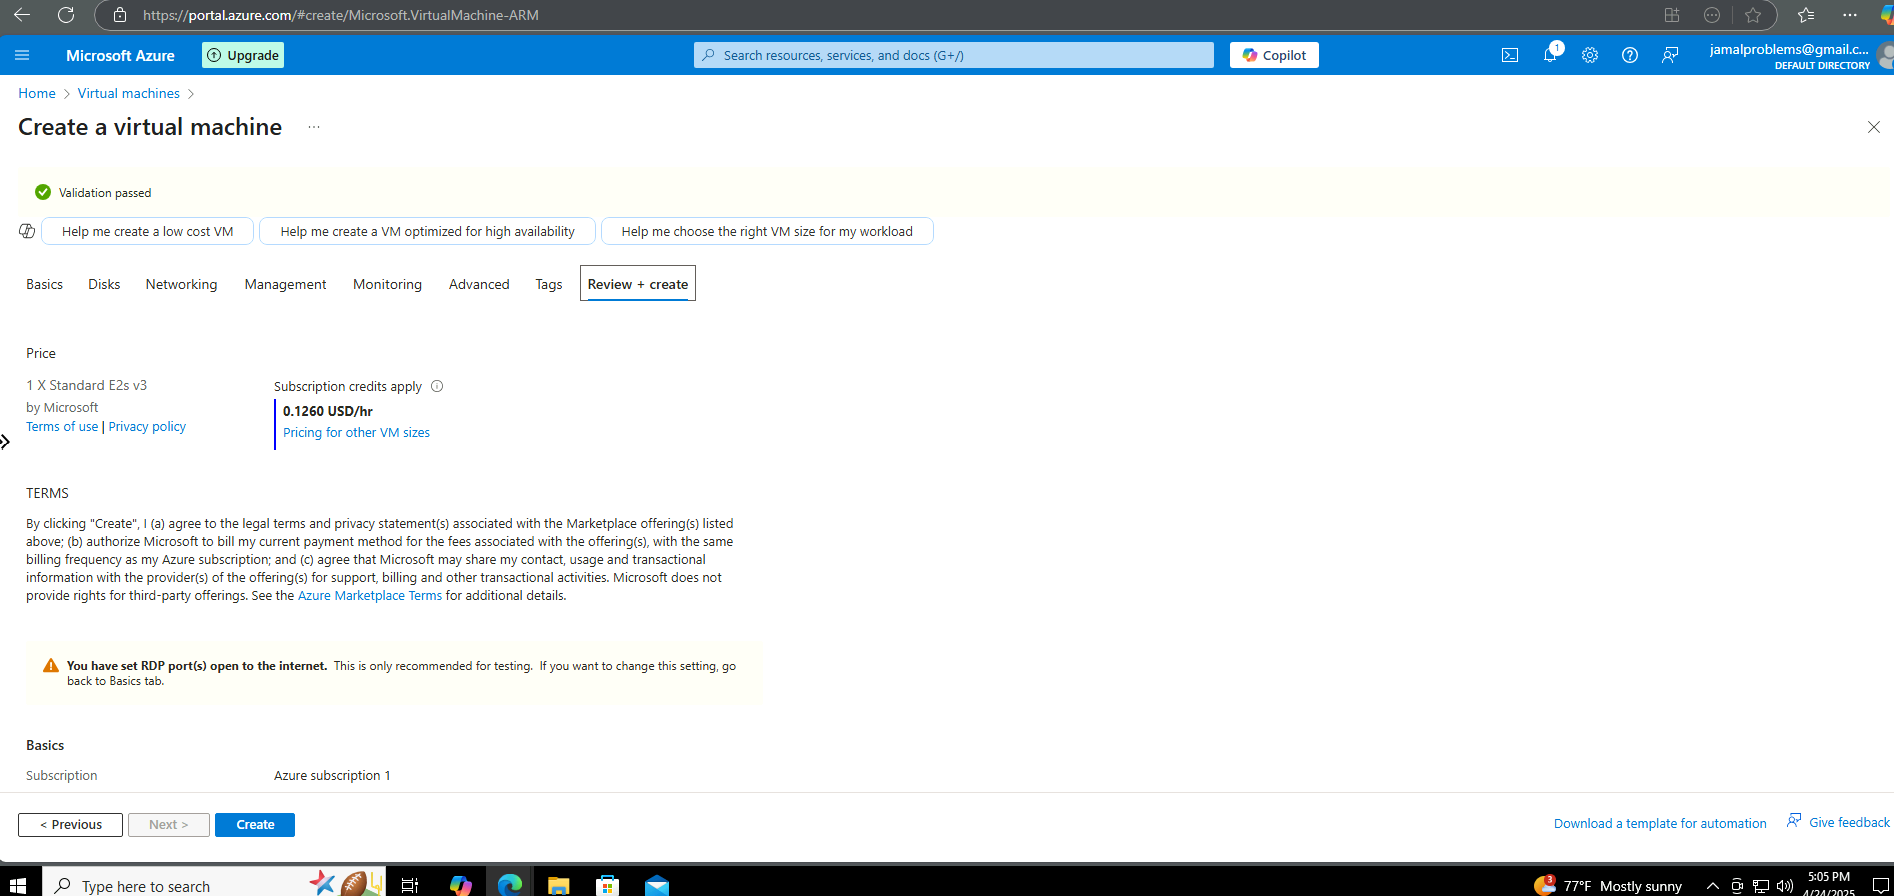 https://portal.azure.com/#create/Microsoft.VirtualMachine-ARM
Microsoft Azure
Upgrade
Search resources, services, and docs (G+/)
Copilot
1
jamalproblems@gmail.c...
DEFAULT DIRECTORY
Home > Virtual machines >
Create a virtual machine ...
Validation passed
Help me create a low cost VM
Help me create a VM optimized for high availability
Help me choose the right VM size for my workload
Basics Disks Networking Management Monitoring Advanced Tags Review + create
Price
1 X Standard E2s v3
by Microsoft
Terms of use | Privacy policy
Subscription credits apply
0.1260 USD/hr
Pricing for other VM sizes
TERMS
By clicking "Create", I (a) agree to the legal terms and privacy statement(s) associated with the Marketplace offering(s) listed
above; (b) authorize Microsoft to bill my current payment method for the fees associated with the offering(s), with the same
billing frequency as my Azure subscription; and (c) agree that Microsoft may share my contact, usage and transactional
information with the provider(s) of the offering(s) for support, billing and other transactional activities. Microsoft does not
provide rights for third-party offerings. See the Azure Marketplace Terms for additional details.
You have set RDP port(s) open to the internet. This is only recommended for testing. If you want to change this setting, go
back to Basics tab.
Basics
Subscription Azure subscription 1
< Previous
Next >
Create
Download a template for automation
Give feedback
Type here to search
3
77°F Mostly sunny
5:05 PM
4/24/2025